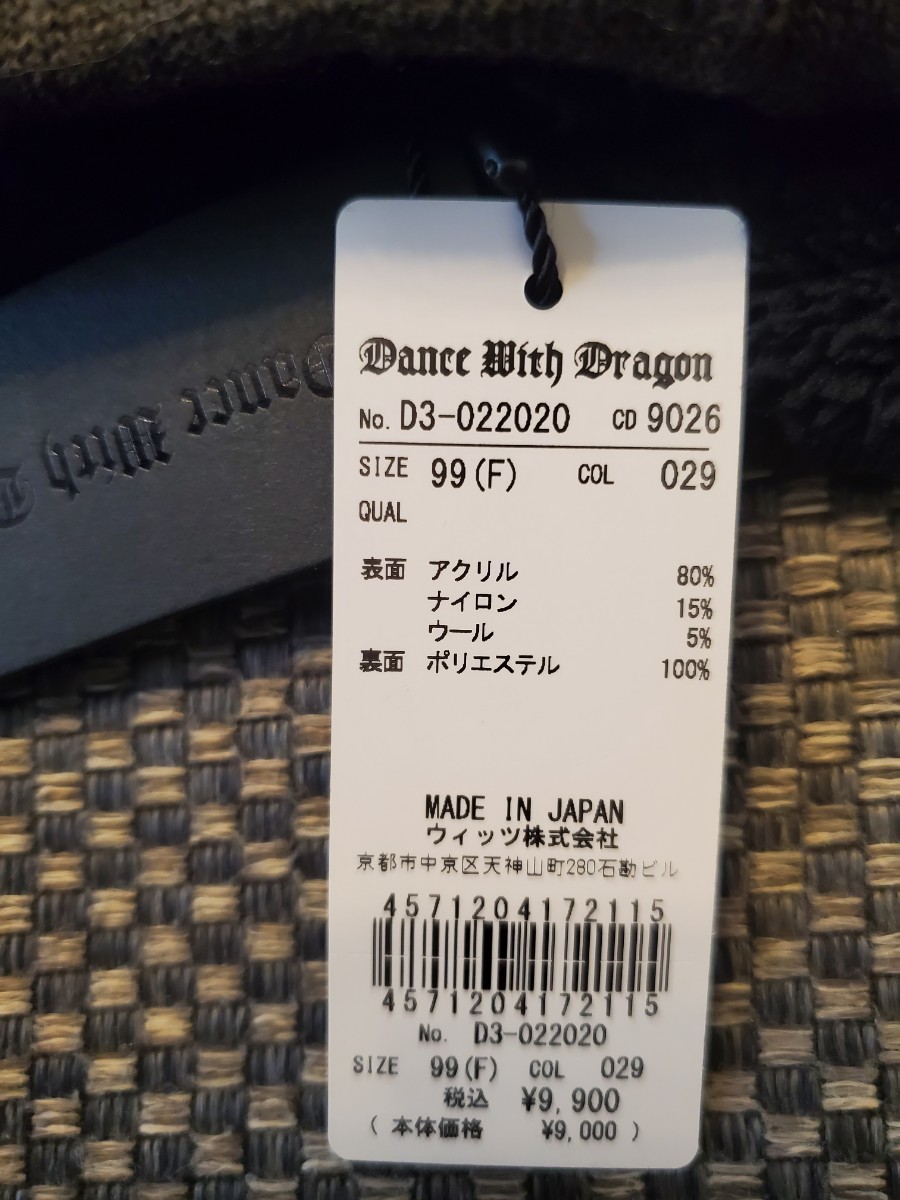 Dance With Dragon
No. D3-022020 CD 9026
SIZE 99(F) COL 029
QUAL
表面 アクリル 80%
ナイロン 15%
ウール 5%
裏面 ポリエステル 100%
MADE IN JAPAN
ウィッツ株式会社
京都市中京区天神山町280石勘ビル
4571204172115
4571204172115
No. D3-022020
SIZE 99(F) COL 029
税込 ¥9,900
( 本体価格 ¥9,000 )
Dance With D